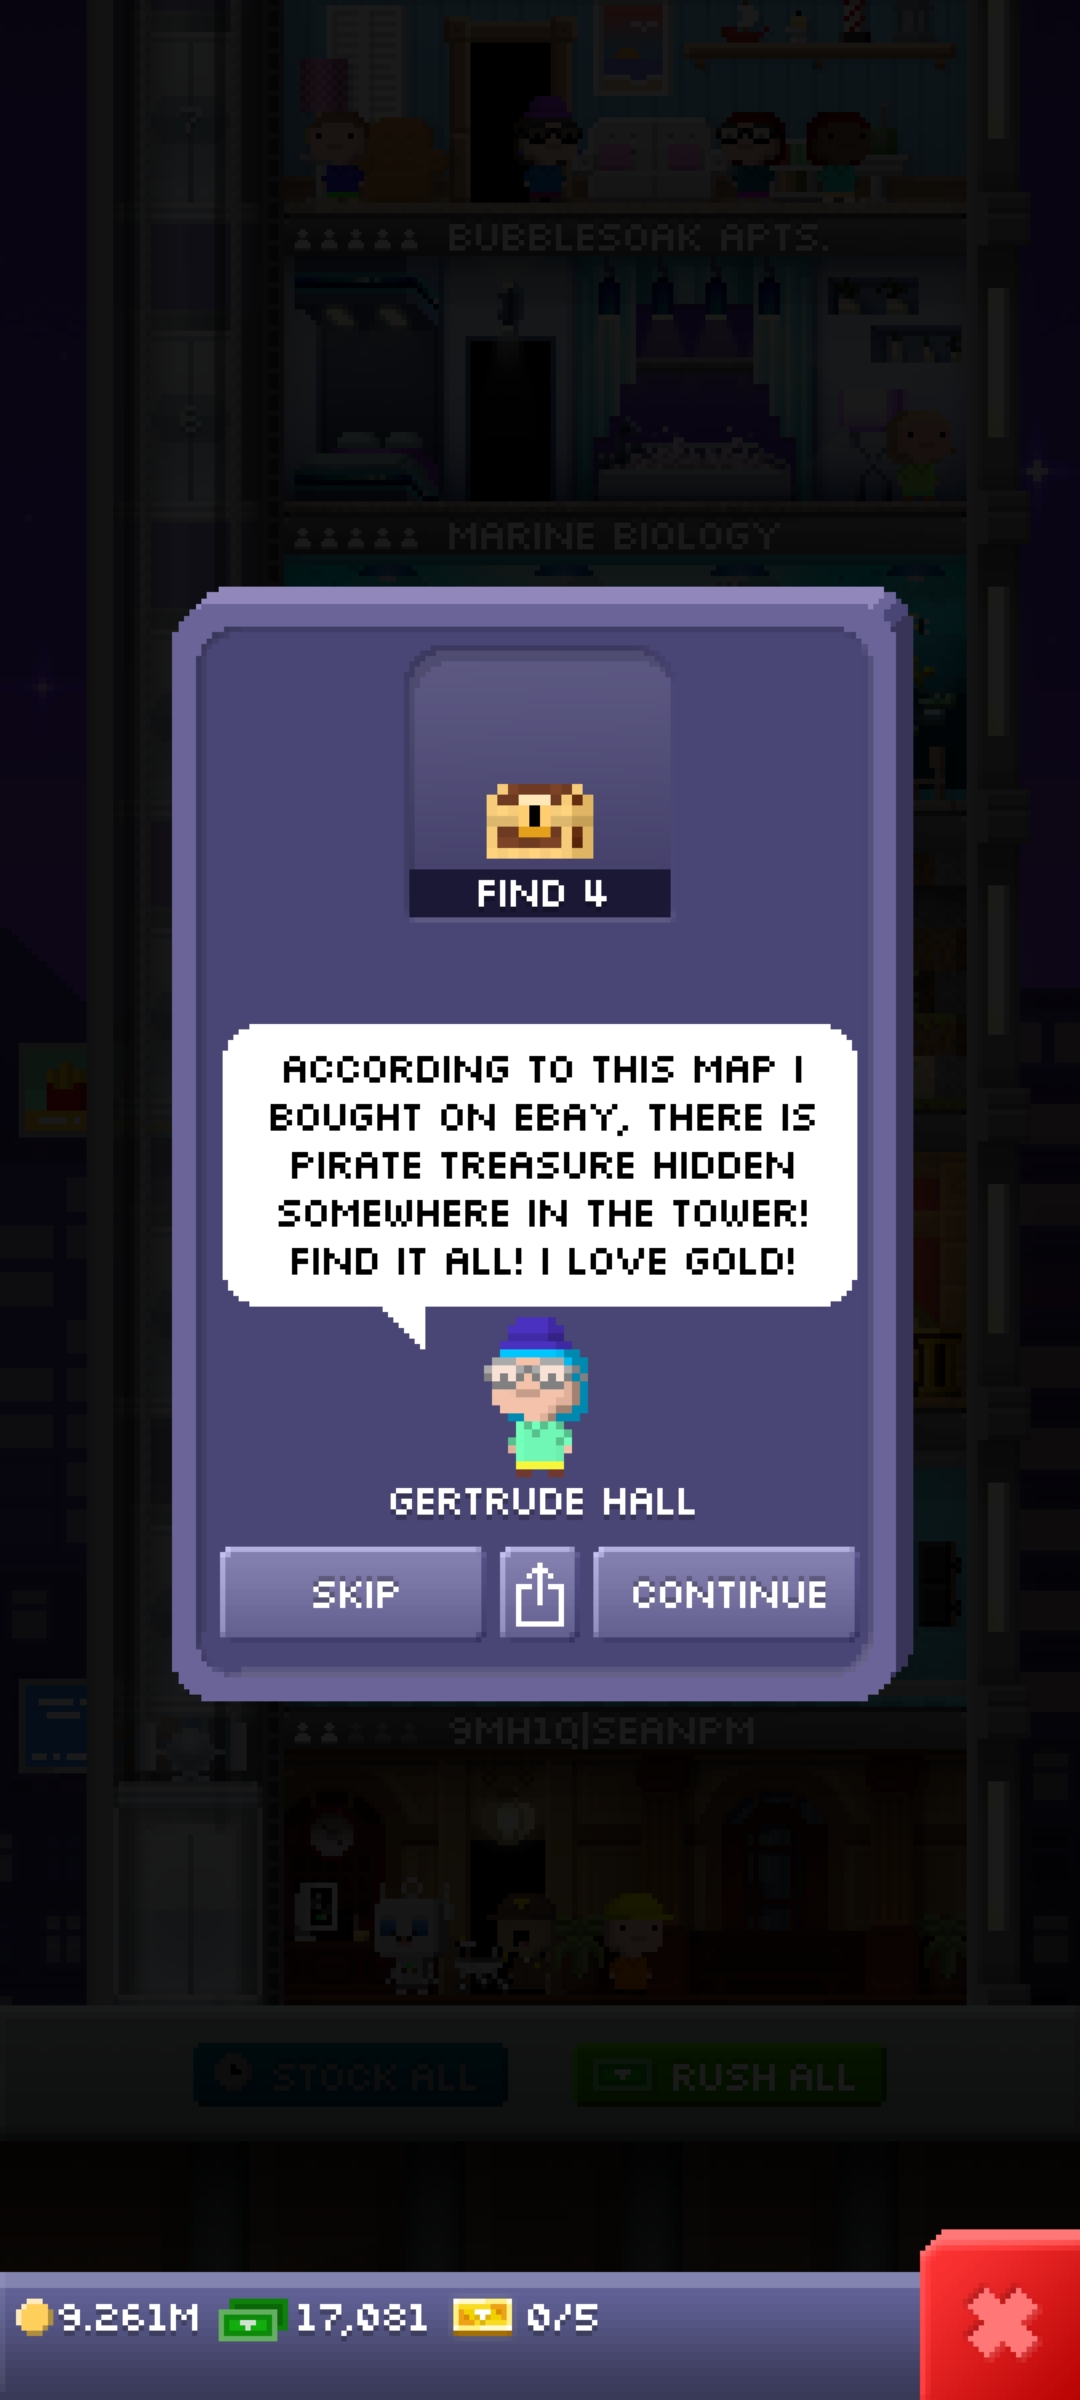 7
BUBBLESOAK APTS.
6
MARINE BIOLOGY
FIND 4
ACCORDING TO THIS MAP I
BOUGHT ON EBAY, THERE IS
PIRATE TREASURE HIDDEN
SOMEWHERE IN THE TOWER!
FIND IT ALL! I LOVE GOLD!
GERTRUDE HALL
SKIP
CONTINUE
9MH1Q|SEANPM
STOCK ALL
RUSH ALL
9.261M 17,081 0/5